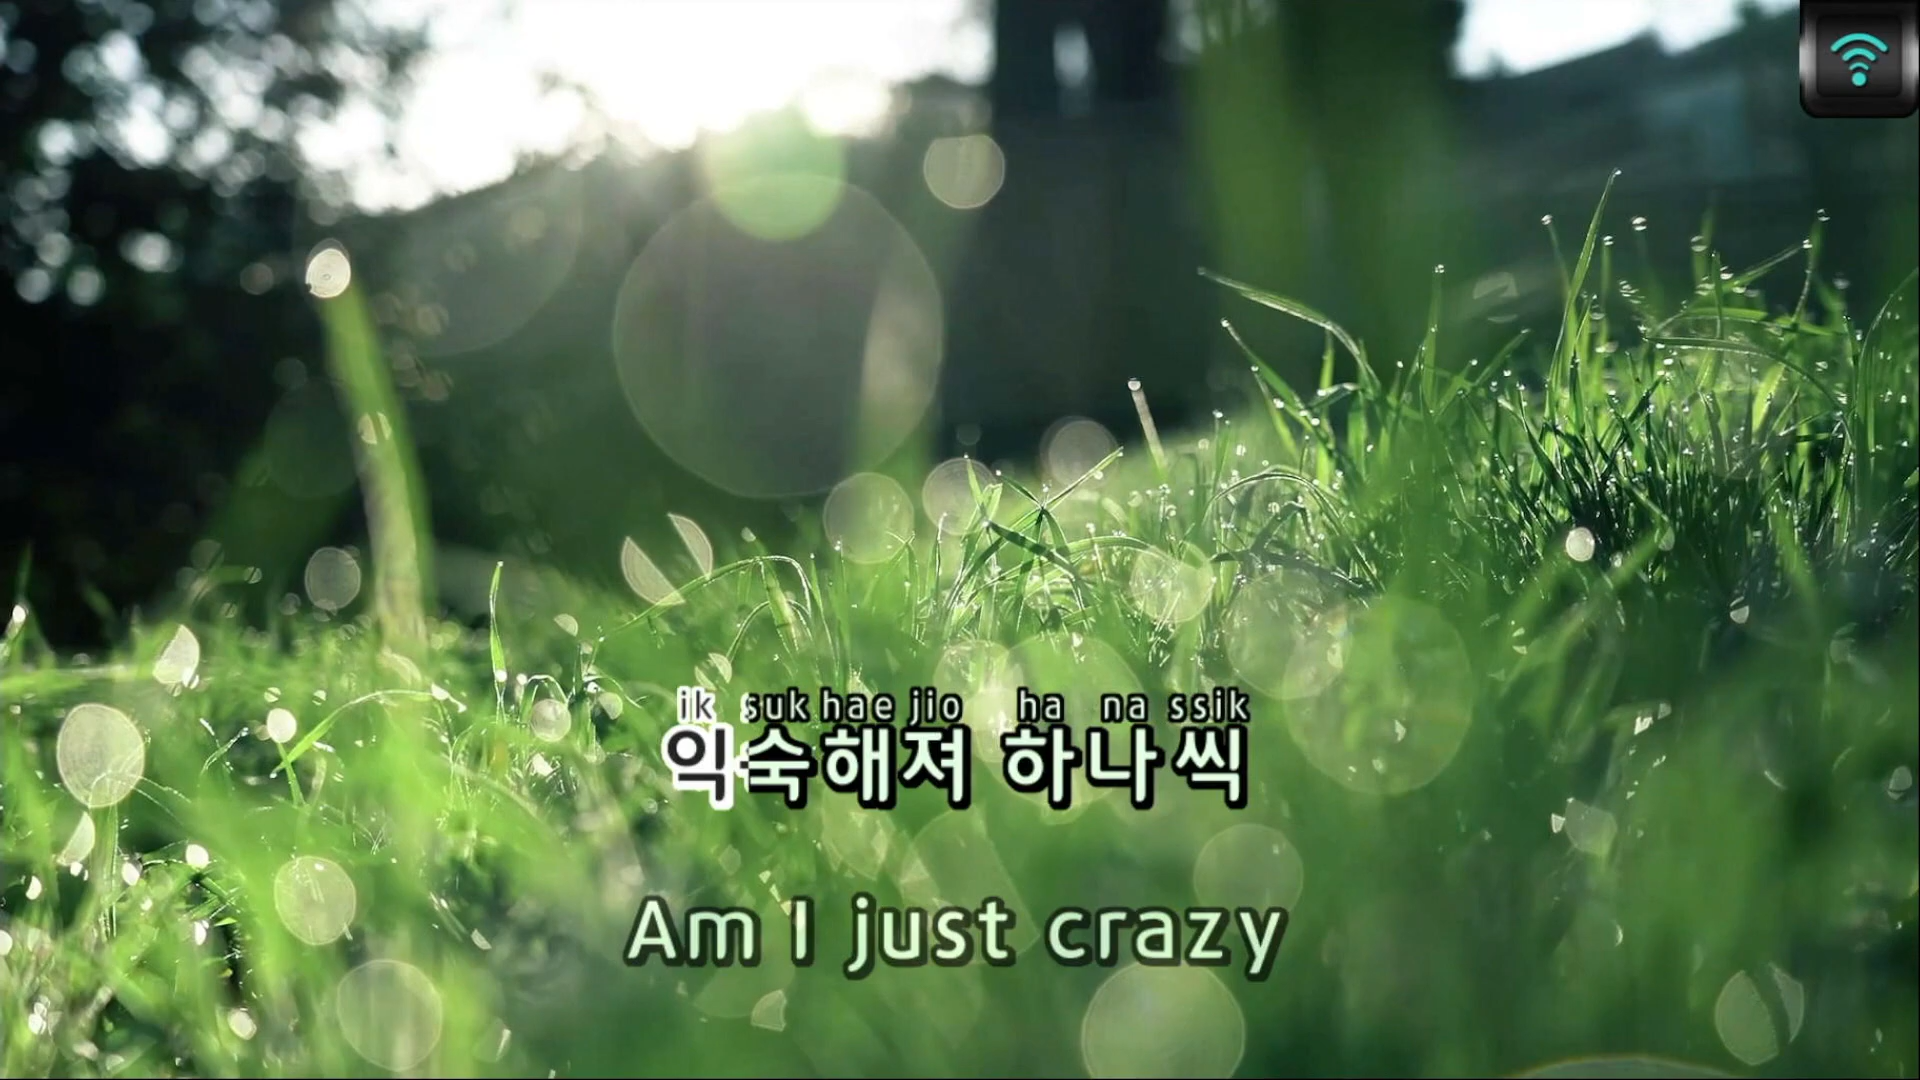 ik suk hae jio ha na ssik
익숙해져 하나씩
Am I just crazy